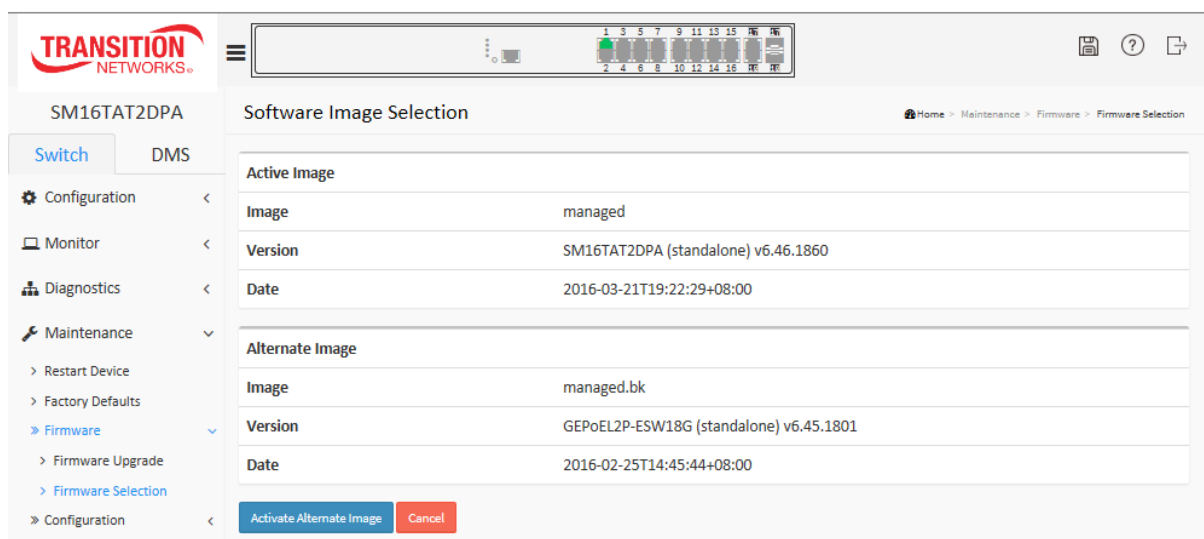 TRANSITION
NETWORKS®
1 3 5 7 9 11 13 15
2 4 6 8 10 12 14 16
SM16TAT2DPA
Switch DMS
Configuration
Monitor
Diagnostics
Maintenance
> Restart Device
> Factory Defaults
» Firmware
> Firmware Upgrade
> Firmware Selection
» Configuration
Software Image Selection
Home > Maintenance > Firmware > Firmware Selection
Active Image
Image managed
Version SM16TAT2DPA (standalone) v6.46.1860
Date 2016-03-21T19:22:29+08:00
Alternate Image
Image managed.bk
Version GEPoEL2P-ESW18G (standalone) v6.45.1801
Date 2016-02-25T14:45:44+08:00
Activate Alternate Image Cancel